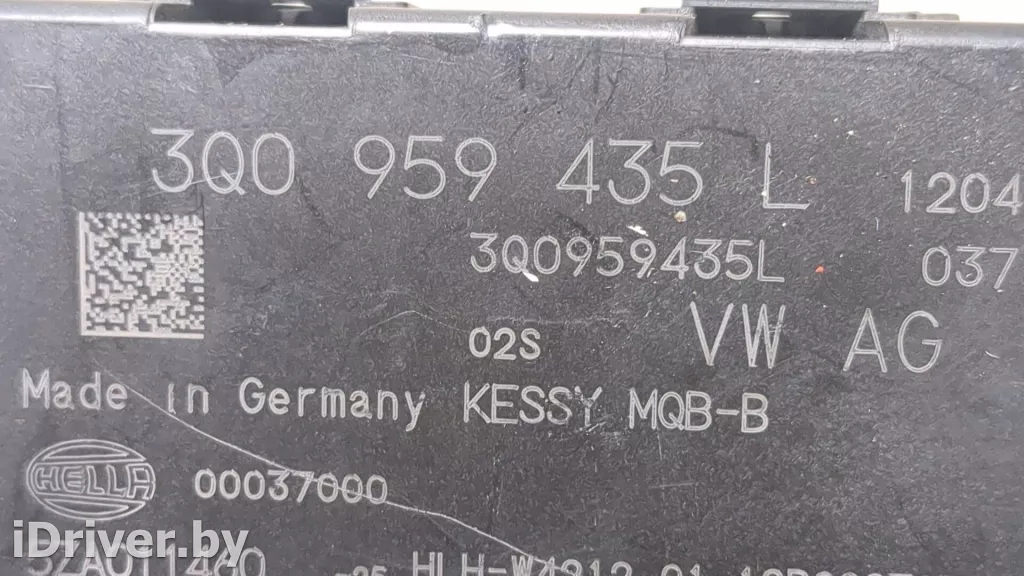 3Q0 959 435 L 1204
3Q0959435L 037
02S VW AG
Made in Germany KESSY MQB-B
HELLA 00037000
iDriver.by